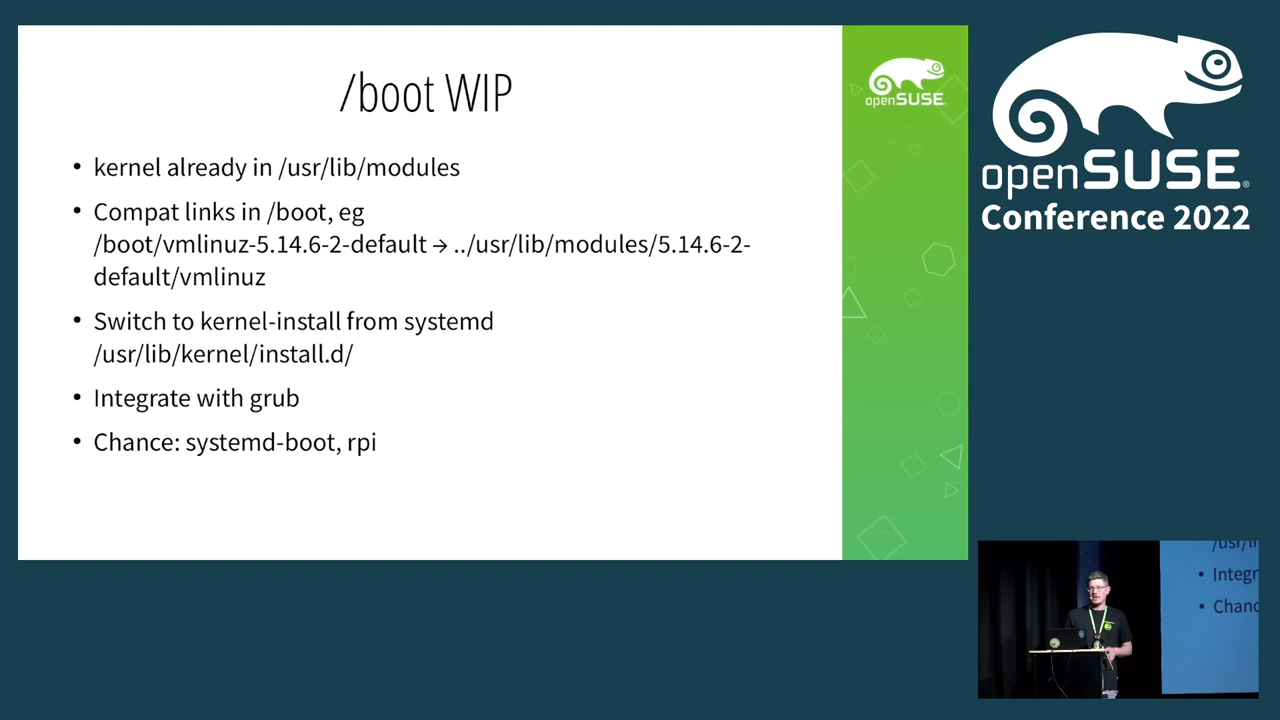 /boot WIP
• kernel already in /usr/lib/modules
• Compat links in /boot, eg
/boot/vmlinuz-5.14.6-2-default → ../usr/lib/modules/5.14.6-2-
default/vmlinuz
• Switch to kernel-install from systemd
/usr/lib/kernel/install.d/
• Integrate with grub
• Chance: systemd-boot, rpi
openSUSE
openSUSE®
Conference 2022
/usr/li
• Integr
• Chanc